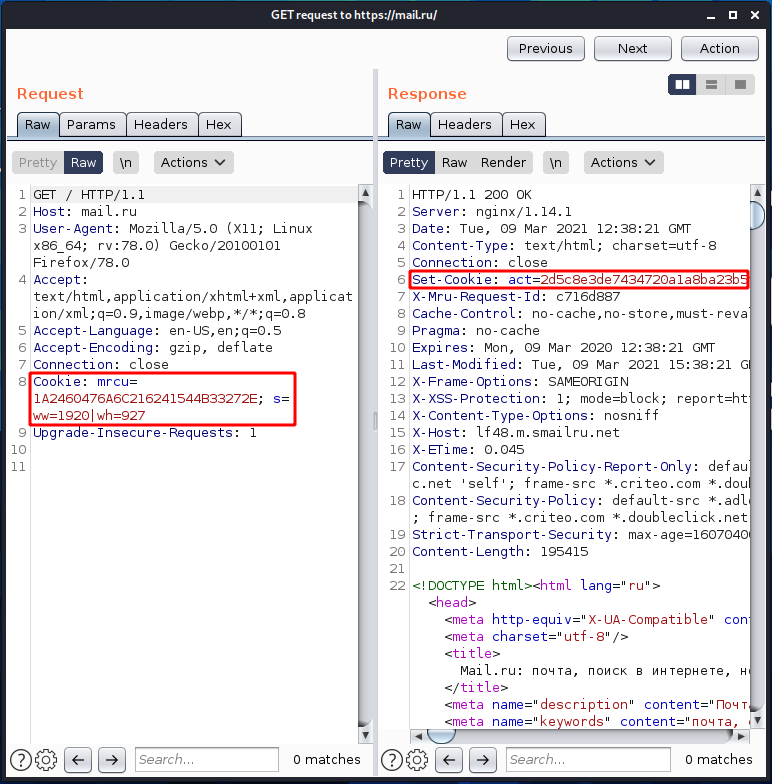 GET request to https://mail.ru/
Previous
Next
Action
Request
Raw
Params
Headers
Hex
Pretty
Raw
\n
Actions
1 GET / HTTP/1.1
2 Host: mail.ru
3 User-Agent: Mozilla/5.0 (X11; Linux
x86_64; rv:78.0) Gecko/20100101
Firefox/78.0
4 Accept:
text/html,application/xhtml+xml,applicat
ion/xml;q=0.9,image/webp,*/*;q=0.8
5 Accept-Language: en-US,en;q=0.5
6 Accept-Encoding: gzip, deflate
7 Connection: close
8 Cookie: mrcu=
1A2460476A6C216241544B33272E; s=
ww=1920|wh=927
9 Upgrade-Insecure-Requests: 1
10
11
Search...
0 matches
Response
Raw
Headers
Hex
Pretty
Raw
Render
\n
Actions
1 HTTP/1.1 200 OK
2 Server: nginx/1.14.1
3 Date: Tue, 09 Mar 2021 12:38:21 GMT
4 Content-Type: text/html; charset=utf-8
5 Connection: close
6 Set-Cookie: act=2d5c8e3de7434720a1a8ba23b5
7 X-Mru-Request-Id: c716d887
8 Cache-Control: no-cache,no-store,must-reval
9 Pragma: no-cache
10 Expires: Mon, 09 Mar 2020 12:38:21 GMT
11 Last-Modified: Tue, 09 Mar 2021 15:38:21 G
12 X-Frame-Options: SAMEORIGIN
13 X-XSS-Protection: 1; mode=block; report=htt
14 X-Content-Type-Options: nosniff
15 X-Host: lf48.m.smailru.net
16 X-ETime: 0.045
17 Content-Security-Policy-Report-Only: defau
c.net 'self'; frame-src *.criteo.com *.dou
18 Content-Security-Policy: default-src *.adl
; frame-src *.criteo.com *.doubleclick.net
19 Strict-Transport-Security: max-age=1607040
20 Content-Length: 195415
21
22 <!DOCTYPE html><html lang="ru">
<head>
<meta http-equiv="X-UA-Compatible" cont
<meta charset="utf-8"/>
<title>
Mail.ru: почта, поиск в интернете, но
</title>
<meta name="description" content="Почт
<meta name="keywords" content="почта,
Search...
0 matches